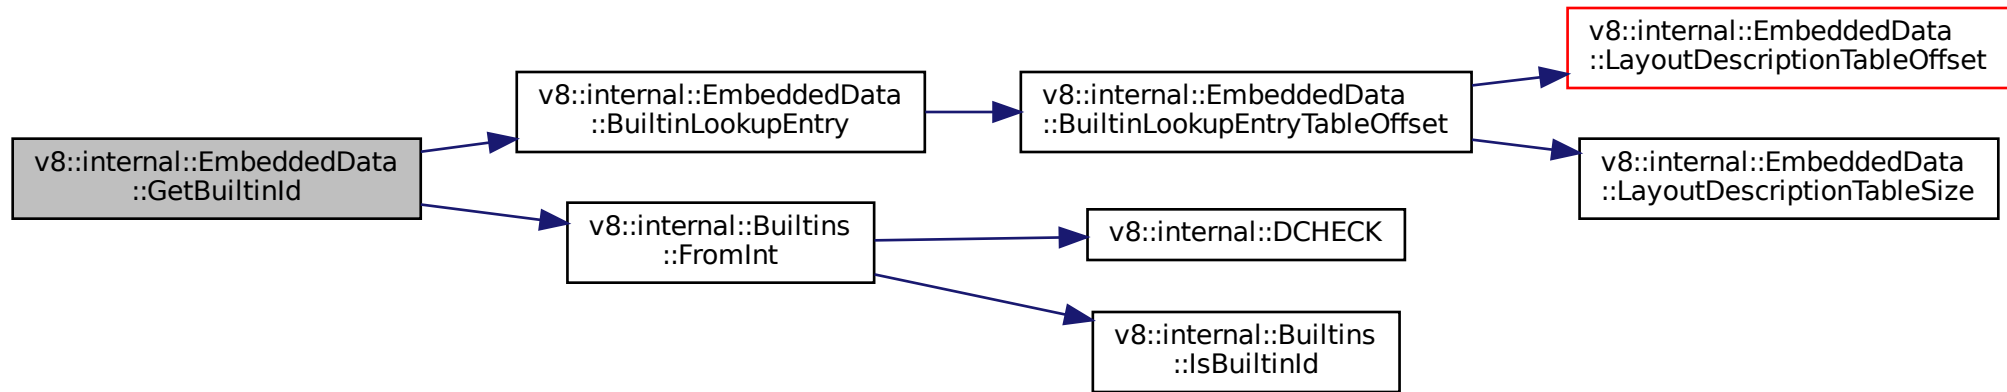 v8::internal::EmbeddedData
::GetBuiltinId
v8::internal::EmbeddedData
::BuiltinLookupEntry
v8::internal::EmbeddedData
::BuiltinLookupEntryTableOffset
v8::internal::EmbeddedData
::LayoutDescriptionTableOffset
v8::internal::EmbeddedData
::LayoutDescriptionTableSize
v8::internal::Builtins
::FromInt
v8::internal::DCHECK
v8::internal::Builtins
::IsBuiltinId